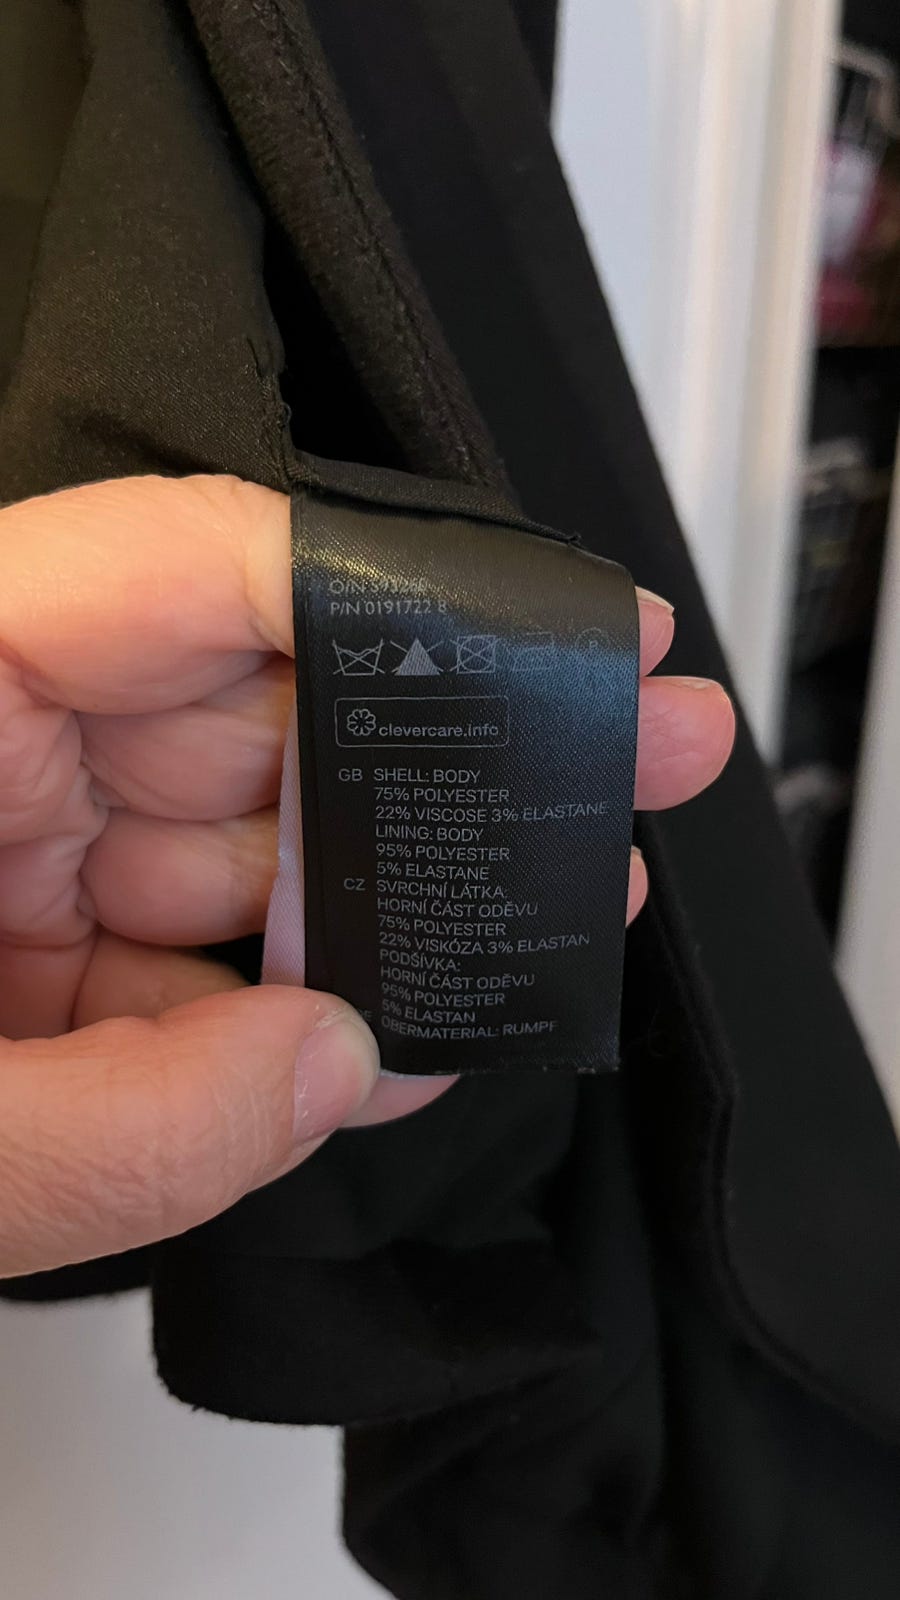 P/N 0191722 8
P
clevercare.info
GB SHELL: BODY
75% POLYESTER
22% VISCOSE 3% ELASTANE
LINING: BODY
95% POLYESTER
5% ELASTANE
CZ SVRCHNÍ LÁTKA:
HORNÍ ČÁST ODĚVU
75% POLYESTER
22% VISKÓZA 3% ELASTAN
PODŠÍVKA:
HORNÍ ČÁST ODĚVU
95% POLYESTER
5% ELASTAN
OBERMATERIAL: RUMPF